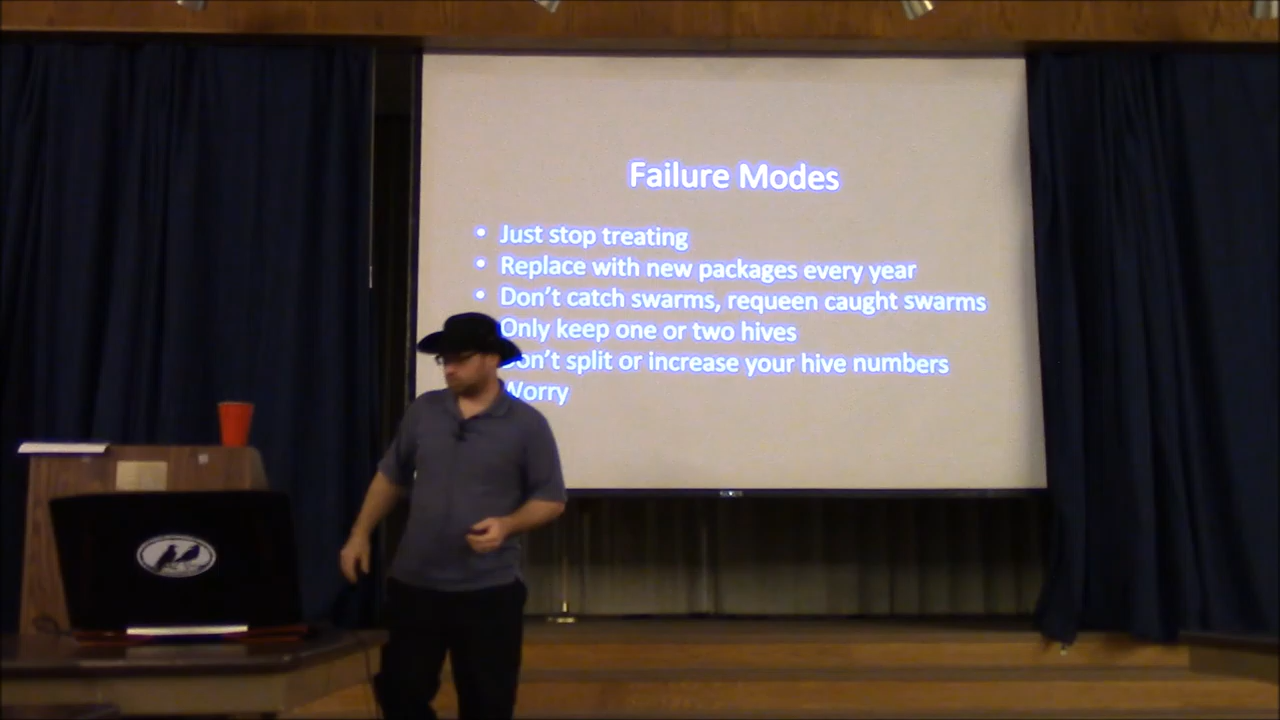 Failure Modes
• Just stop treating
• Replace with new packages every year
• Don't catch swarms, requeen caught swarms
Only keep one or two hives
Don't split or increase your hive numbers
Worry